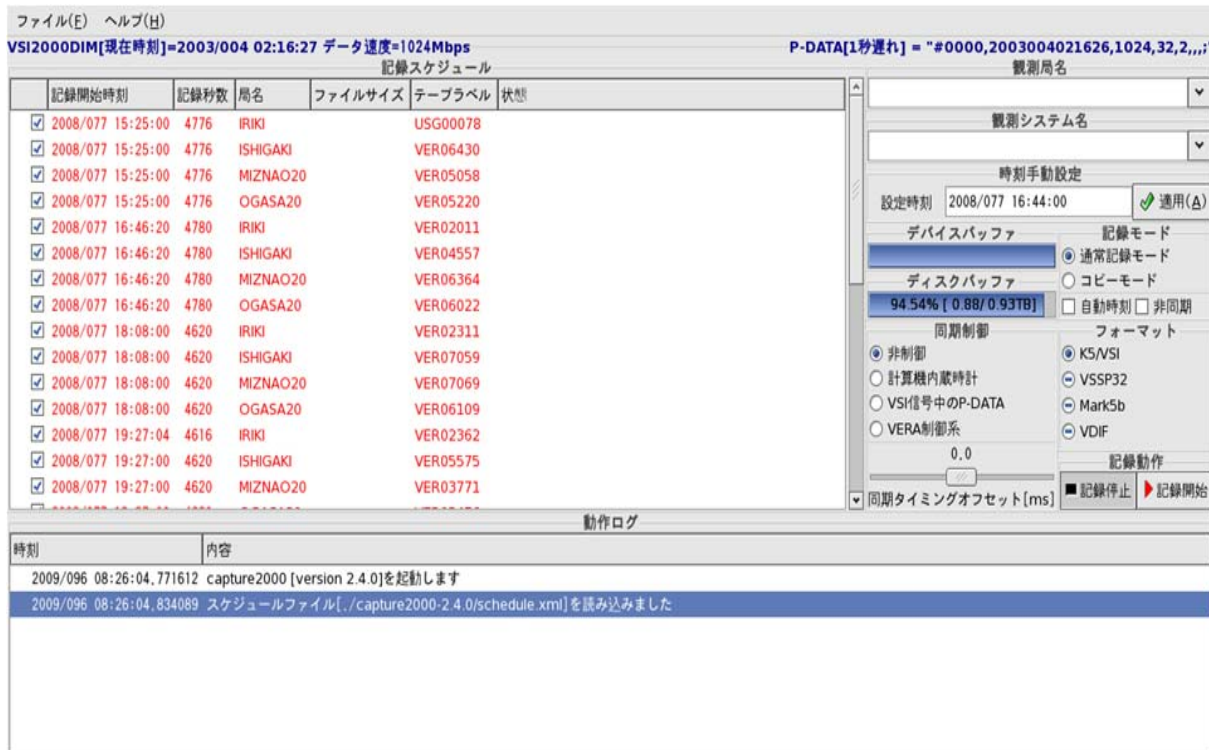 ファイル(F) ヘルプ(H)
VSI2000DIM[現在時刻]=2003/004 02:16:27 データ速度=1024Mbps
P-DATA[1秒遅れ] = "#0000,2003004021626,1024,32,2,,,;"
記録スケジュール
記録開始時刻 記録秒数 局名 ファイルサイズ テープラベル 状態
2008/077 15:25:00 4776 IRIKI USG00078
2008/077 15:25:00 4776 ISHIGAKI VER06430
2008/077 15:25:00 4776 MIZNAO20 VER05058
2008/077 15:25:00 4776 OGASA20 VER05220
2008/077 16:46:20 4780 IRIKI VER02011
2008/077 16:46:20 4780 ISHIGAKI VER04557
2008/077 16:46:20 4780 MIZNAO20 VER06364
2008/077 16:46:20 4780 OGASA20 VER06022
2008/077 18:08:00 4620 IRIKI VER02311
2008/077 18:08:00 4620 ISHIGAKI VER07059
2008/077 18:08:00 4620 MIZNAO20 VER07069
2008/077 18:08:00 4620 OGASA20 VER06109
2008/077 19:27:04 4616 IRIKI VER02362
2008/077 19:27:00 4620 ISHIGAKI VER05575
2008/077 19:27:00 4620 MIZNAO20 VER03771
観測局名
観測システム名
時刻手動設定
設定時刻 2008/077 16:44:00 適用(A)
デバイスバッファ
ディスクバッファ
94.54% [ 0.88/ 0.93TB]
記録モード
通常記録モード
コピーモード
自動時刻 非同期
同期制御
非制御
計算機内蔵時計
VSI信号中のP-DATA
VERA制御系
0.0
同期タイミングオフセット[ms]
フォーマット
K5/VSI
VSSP32
Mark5b
VDIF
記録動作
記録停止 記録開始
動作ログ
時刻 内容
2009/096 08:26:04.771612 capture2000 [version 2.4.0]を起動します
2009/096 08:26:04.834089 スケジュールファイル[./capture2000-2.4.0/schedule.xml]を読み込みました